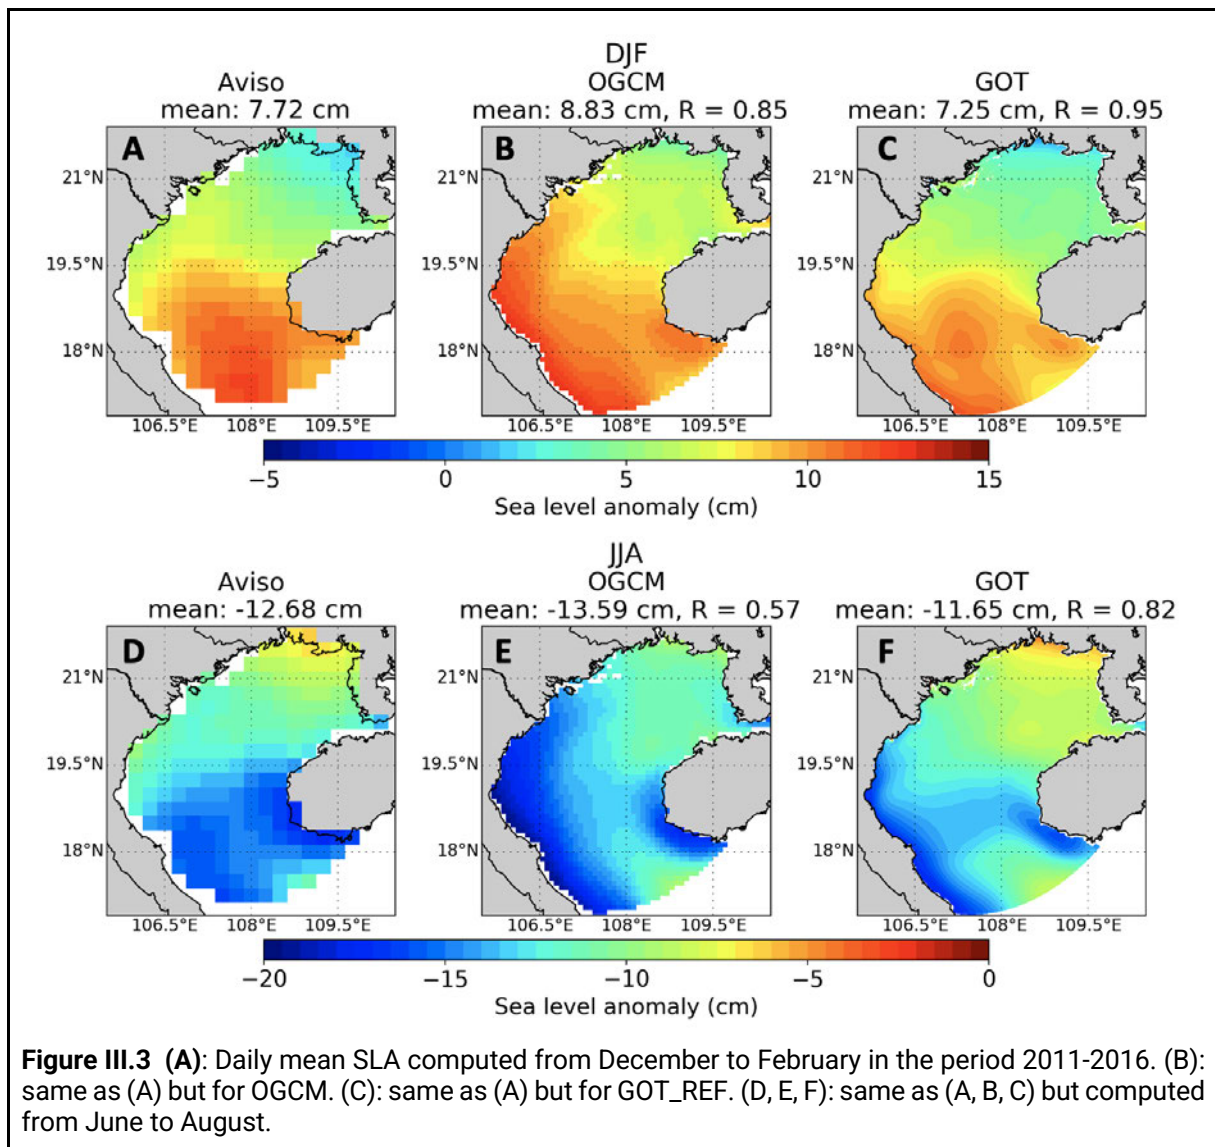 DJF
Aviso
mean: 7.72 cm
OGCM
mean: 8.83 cm, R = 0.85
GOT
mean: 7.25 cm, R = 0.95
A
B
C
21°N
19.5°N
18°N
106.5°E 108°E 109.5°E
21°N
19.5°N
18°N
106.5°E 108°E 109.5°E
21°N
19.5°N
18°N
106.5°E 108°E 109.5°E
−5 0 5 10 15
Sea level anomaly (cm)
JJA
Aviso
mean: -12.68 cm
OGCM
mean: -13.59 cm, R = 0.57
GOT
mean: -11.65 cm, R = 0.82
D
E
F
21°N
19.5°N
18°N
106.5°E 108°E 109.5°E
21°N
19.5°N
18°N
106.5°E 108°E 109.5°E
21°N
19.5°N
18°N
106.5°E 108°E 109.5°E
−20 −15 −10 −5 0
Sea level anomaly (cm)
Figure III.3 (A): Daily mean SLA computed from December to February in the period 2011-2016. (B):
same as (A) but for OGCM. (C): same as (A) but for GOT_REF. (D, E, F): same as (A, B, C) but computed
from June to August.